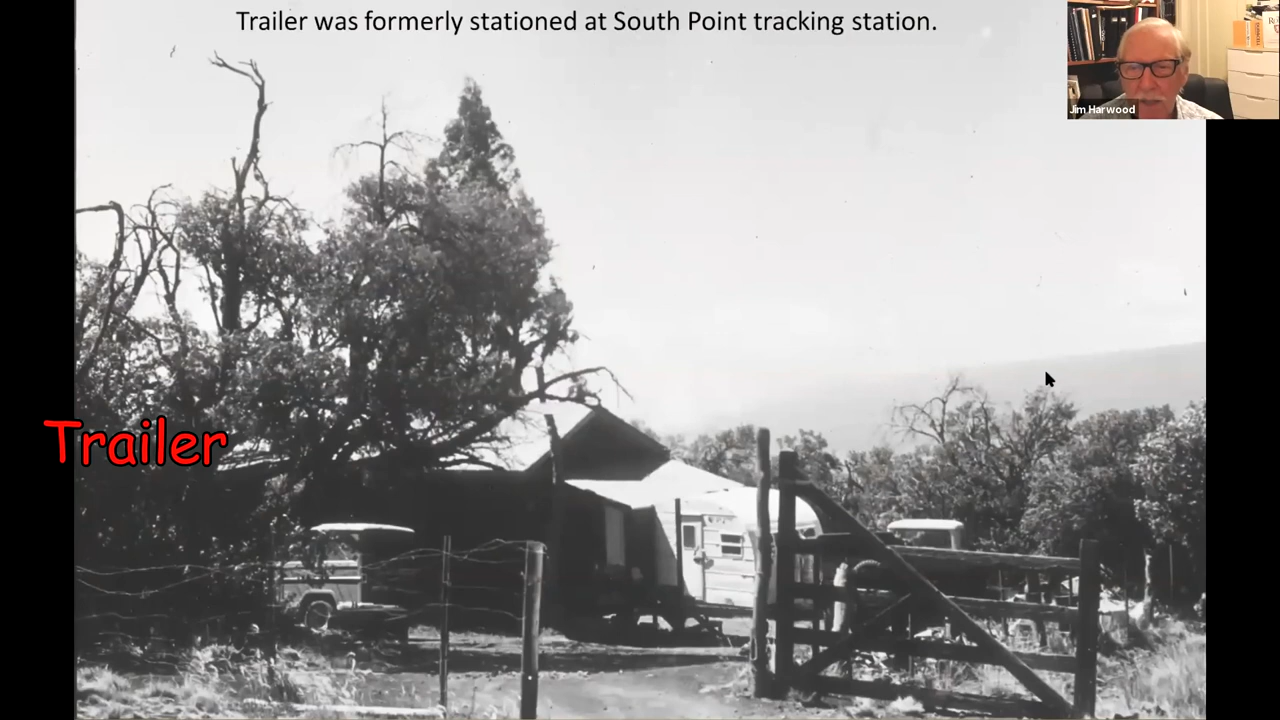 Trailer was formerly stationed at South Point tracking station.
Jim Harwood
Trailer